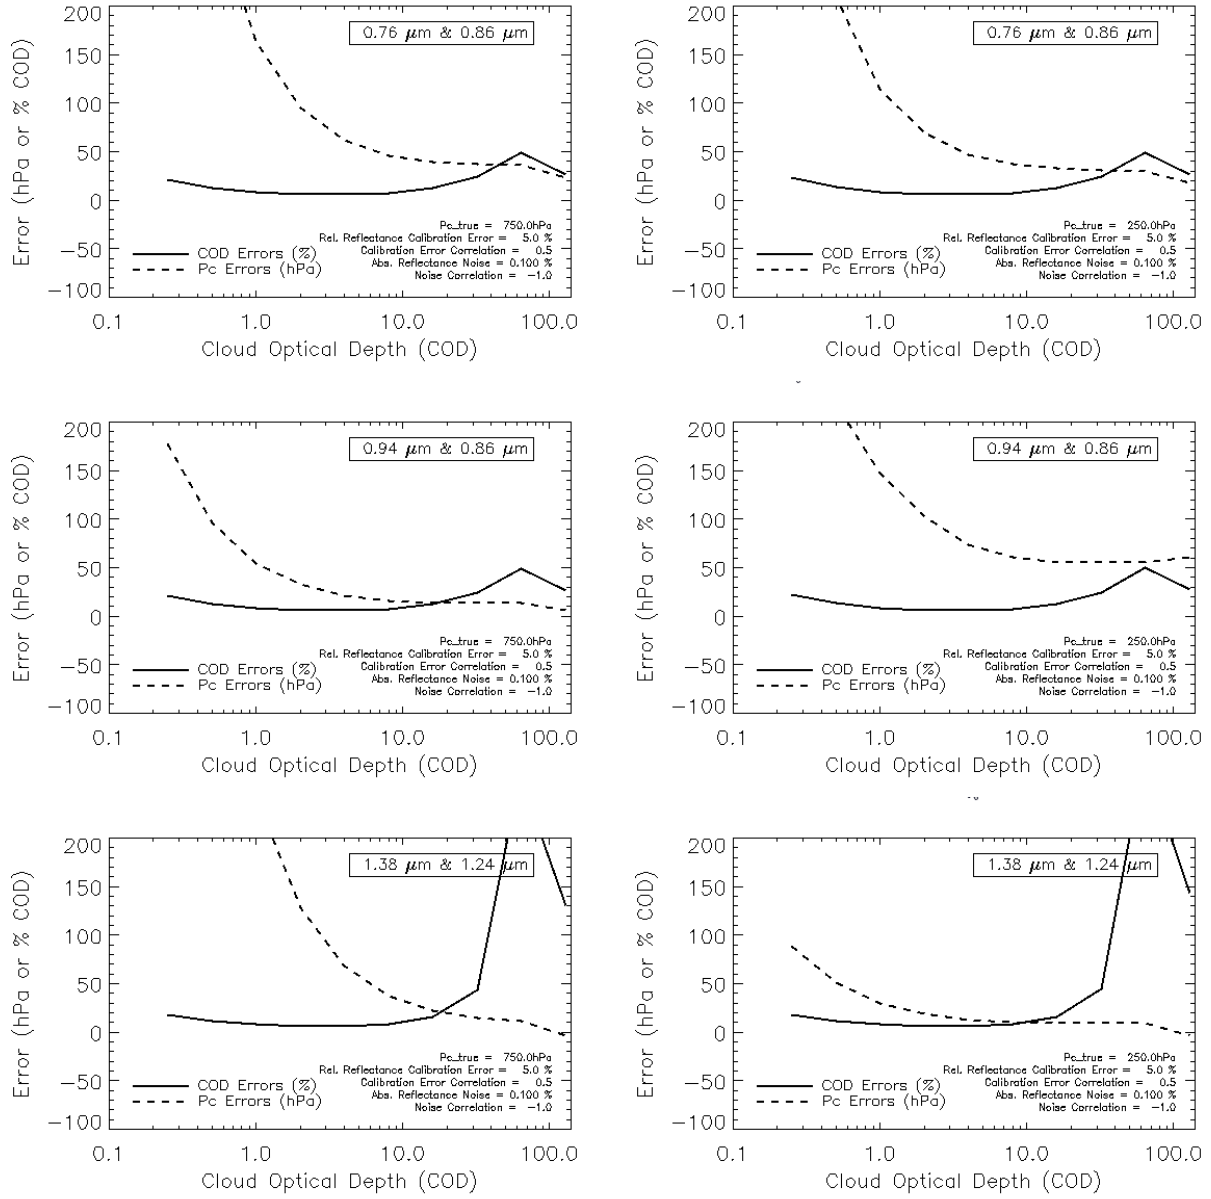 0.76 μm & 0.86 μm
Error (hPa or % COD)
200
150
100
50
0
−50
−100
Pc_true = 750.0hPa
Rel. Reflectance Calibration Error = 5.0 %
Calibration Error Correlation = 0.5
Abs. Reflectance Noise = 0.100 %
Noise Correlation = −1.0
COD Errors (%)
Pc Errors (hPa)
0.1 1.0 10.0 100.0
Cloud Optical Depth (COD)
0.76 μm & 0.86 μm
Error (hPa or % COD)
200
150
100
50
0
−50
−100
Pc_true = 250.0hPa
Rel. Reflectance Calibration Error = 5.0 %
Calibration Error Correlation = 0.5
Abs. Reflectance Noise = 0.100 %
Noise Correlation = −1.0
COD Errors (%)
Pc Errors (hPa)
0.1 1.0 10.0 100.0
Cloud Optical Depth (COD)
0.94 μm & 0.86 μm
Error (hPa or % COD)
200
150
100
50
0
−50
−100
Pc_true = 750.0hPa
Rel. Reflectance Calibration Error = 5.0 %
Calibration Error Correlation = 0.5
Abs. Reflectance Noise = 0.100 %
Noise Correlation = −1.0
COD Errors (%)
Pc Errors (hPa)
0.1 1.0 10.0 100.0
Cloud Optical Depth (COD)
0.94 μm & 0.86 μm
Error (hPa or % COD)
200
150
100
50
0
−50
−100
Pc_true = 250.0hPa
Rel. Reflectance Calibration Error = 5.0 %
Calibration Error Correlation = 0.5
Abs. Reflectance Noise = 0.100 %
Noise Correlation = −1.0
COD Errors (%)
Pc Errors (hPa)
0.1 1.0 10.0 100.0
Cloud Optical Depth (COD)
1.38 μm & 1.24 μm
Error (hPa or % COD)
200
150
100
50
0
−50
−100
Pc_true = 750.0hPa
Rel. Reflectance Calibration Error = 5.0 %
Calibration Error Correlation = 0.5
Abs. Reflectance Noise = 0.100 %
Noise Correlation = −1.0
COD Errors (%)
Pc Errors (hPa)
0.1 1.0 10.0 100.0
Cloud Optical Depth (COD)
1.38 μm & 1.24 μm
Error (hPa or % COD)
200
150
100
50
0
−50
−100
Pc_true = 250.0hPa
Rel. Reflectance Calibration Error = 5.0 %
Calibration Error Correlation = 0.5
Abs. Reflectance Noise = 0.100 %
Noise Correlation = −1.0
COD Errors (%)
Pc Errors (hPa)
0.1 1.0 10.0 100.0
Cloud Optical Depth (COD)